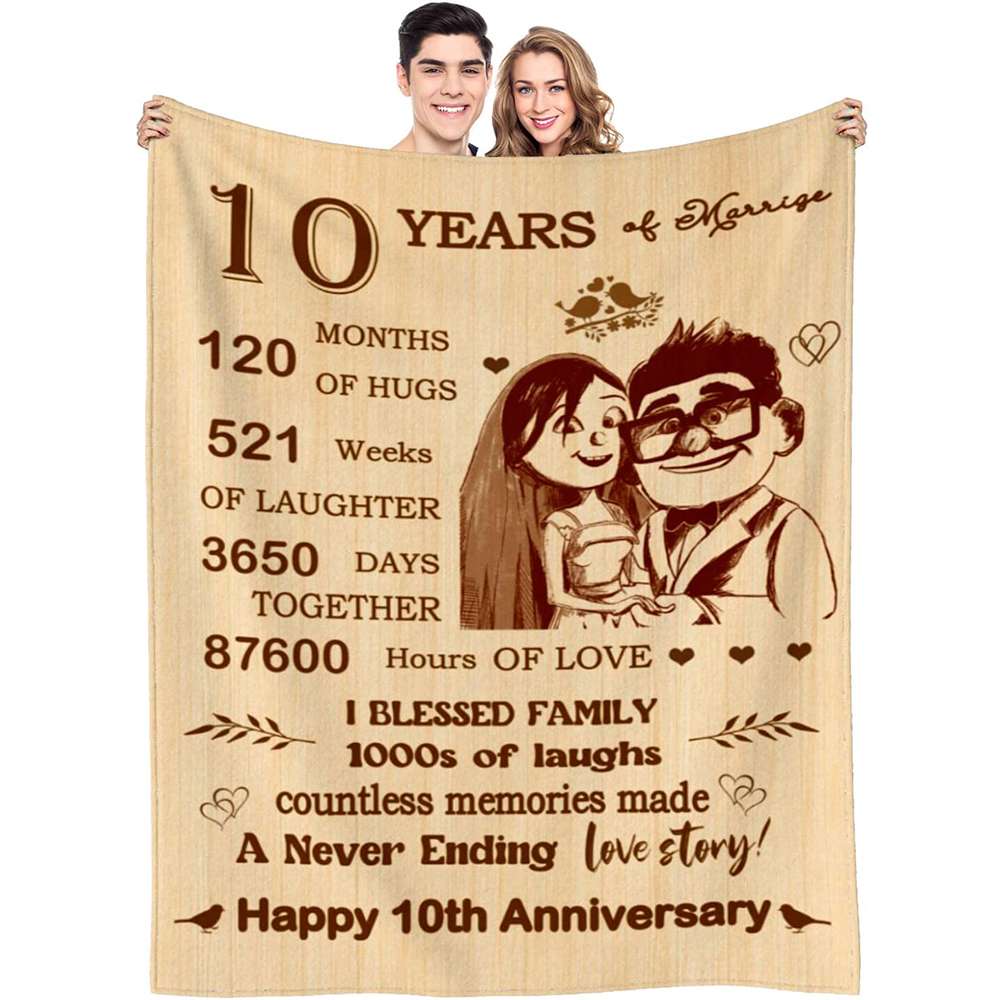 10 YEARS of Marrige
120 MONTHS
OF HUGS
521 Weeks
OF LAUGHTER
3650 DAYS
TOGETHER
87600 Hours OF LOVE
I BLESSED FAMILY
1000s of laughs
countless memories made
A Never Ending love story!
Happy 10th Anniversary